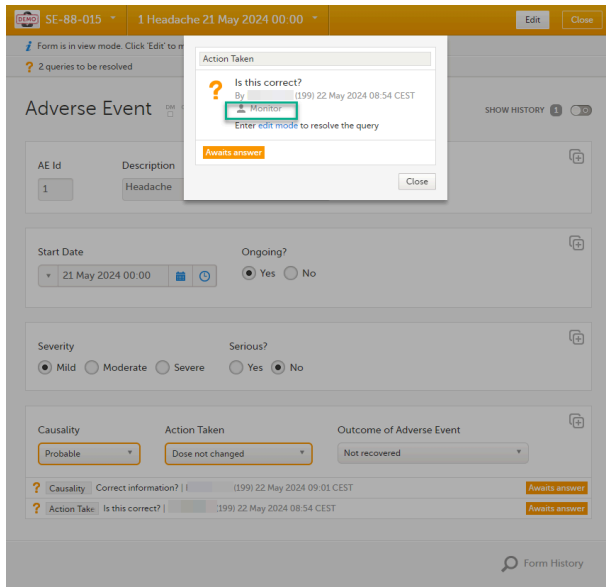 DEMO SE-88-015 1 Headache 21 May 2024 00:00 Edit Close
Form is in view mode. Click 'Edit' to m
2 queries to be resolved
Action Taken
Is this correct?
By (199) 22 May 2024 08:54 CEST
Monitor
Enter edit mode to resolve the query
Awaits answer
Close
Adverse Event DM SHOW HISTORY 1
AE Id Description
1 Headache
Start Date Ongoing?
21 May 2024 00:00 Yes No
Severity Serious?
Mild Moderate Severe Yes No
Causality Action Taken Outcome of Adverse Event
Probable Dose not changed Not recovered
? Causality Correct information? | (199) 22 May 2024 09:01 CEST Awaits answer
? Action Take Is this correct? | (199) 22 May 2024 08:54 CEST Awaits answer
Form History